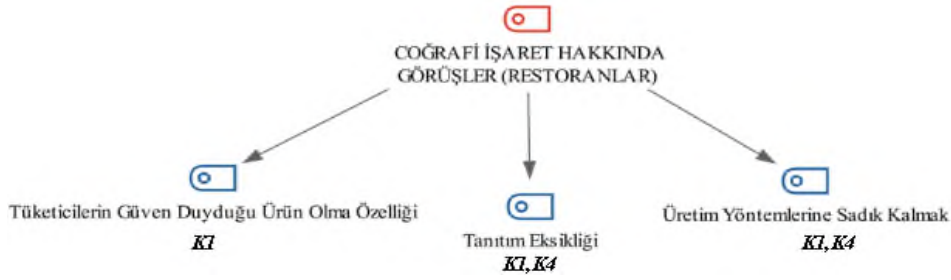 COĞRAFİ İŞARET HAKKINDA
GÖRÜŞLER (RESTORANLAR)
Tüketicilerin Güven Duyduğu Ürün Olma Özelliği
K1
Tanıtım Eksikliği
K1,K4
Üretim Yöntemlerine Sadık Kalmak
K1,K4